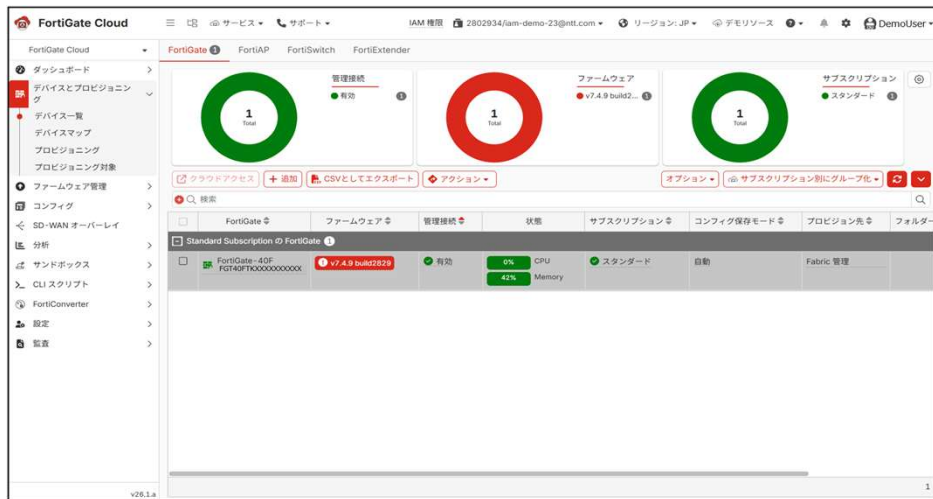 FortiGate Cloud
サービス
サポート
IAM 権限
2802934/iam-demo-23@ntt.com
リージョン: JP
デモリソース
DemoUser
FortiGate Cloud
ダッシュボード
デバイスとプロビジョニン
グ
デバイス一覧
デバイスマップ
プロビジョニング
プロビジョニング対象
ファームウェア管理
コンフィグ
SD-WAN オーバーレイ
分析
サンドボックス
CLI スクリプト
FortiConverter
設定
監査
v26.1.a
FortiGate 1 FortiAP FortiSwitch FortiExtender
1
Total
管理接続
有効 1
1
Total
ファームウェア
v7.4.9 build2... 1
1
Total
サブスクリプション
スタンダード 1
クラウドアクセス
追加
CSVとしてエクスポート
アクション
オプション
サブスクリプション別にグループ化
検索
FortiGate ファームウェア 管理接続 状態 サブスクリプション コンフィグ保存モード プロビジョン先 フォルダー
Standard Subscription の FortiGate 1
FortiGate-40F
FGT40FTKXXXXXXXXXX
v7.4.9 build2829
有効
0% CPU
42% Memory
スタンダード
自動
Fabric 管理
1